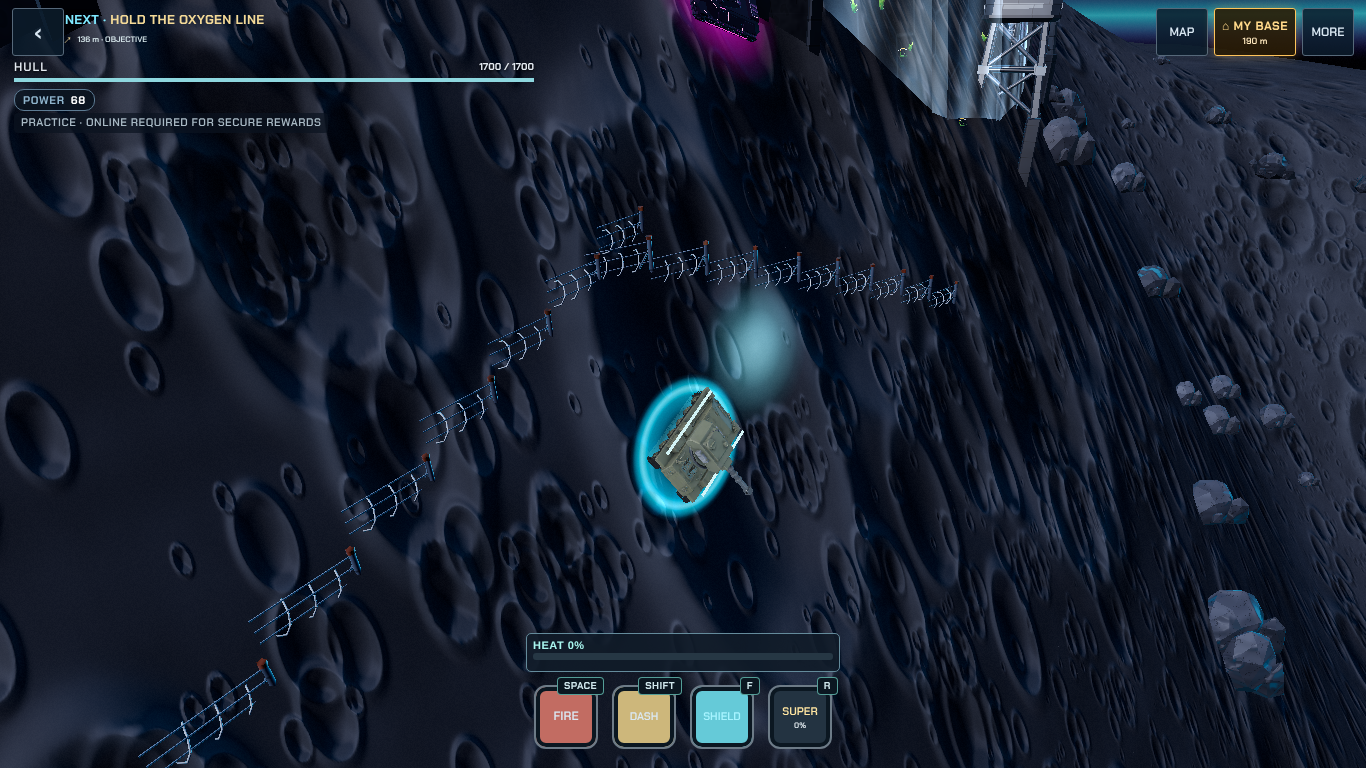 ‹
NEXT · HOLD THE OXYGEN LINE
↗ 136 m · OBJECTIVE
HULL 1700 / 1700
POWER 68
PRACTICE · ONLINE REQUIRED FOR SECURE REWARDS
MAP
⌂ MY BASE
190 m
MORE
HEAT 0%
SPACE
FIRE
SHIFT
DASH
F
SHIELD
R
SUPER
0%